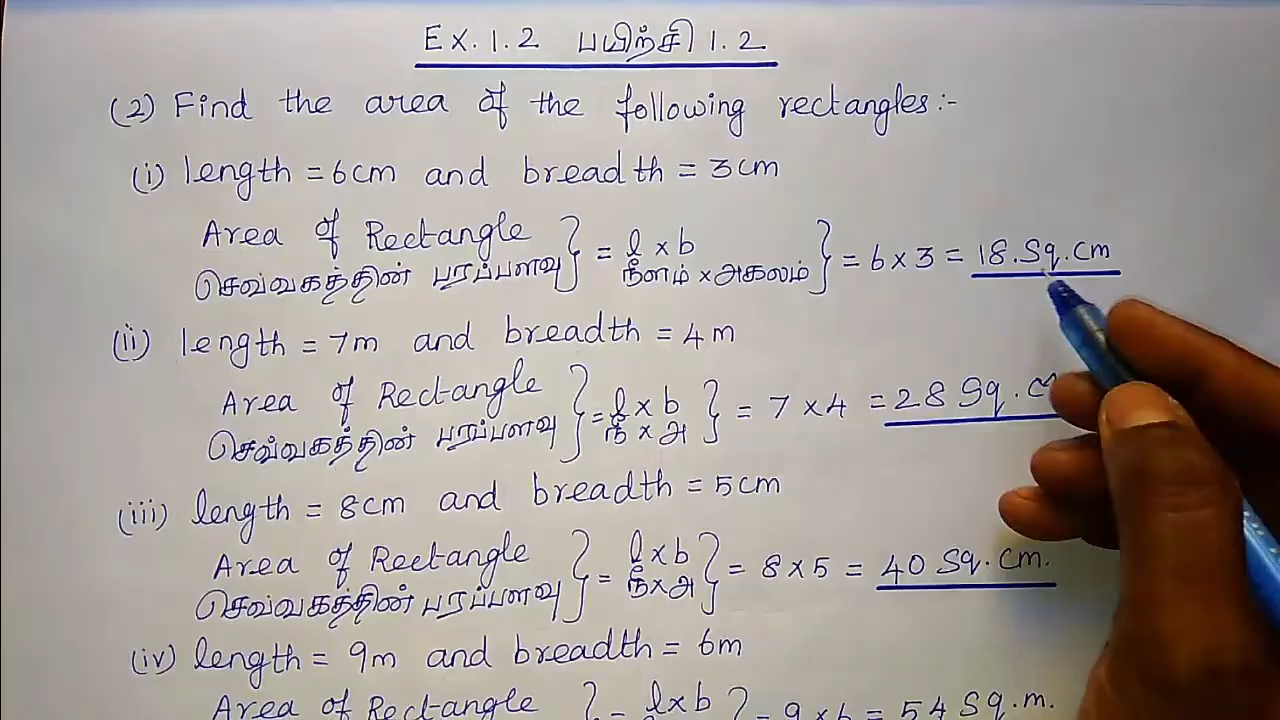 Ex. 1.2 பயிற்சி 1.2
(2) Find the area of the following rectangles:-
(i) length = 6cm and breadth = 3cm
Area of Rectangle } = l x b } = 6 x 3 = 18.Sq.cm
செவ்வகத்தின் பரப்பளவு நீளம் x அகலம்
(ii) length = 7m and breadth = 4m
Area of Rectangle } = l x b } = 7 x 4 = 28 Sq.
செவ்வகத்தின் பரப்பளவு நீ x அ
(iii) length = 8cm and breadth = 5cm
Area of Rectangle } = l x b } = 8 x 5 = 40 Sq.cm.
செவ்வகத்தின் பரப்பளவு நீ x அ
(iv) length = 9m and breadth = 6m
Area of Rectangle } = l x b } = 9 x 6 = 54 Sq.m.